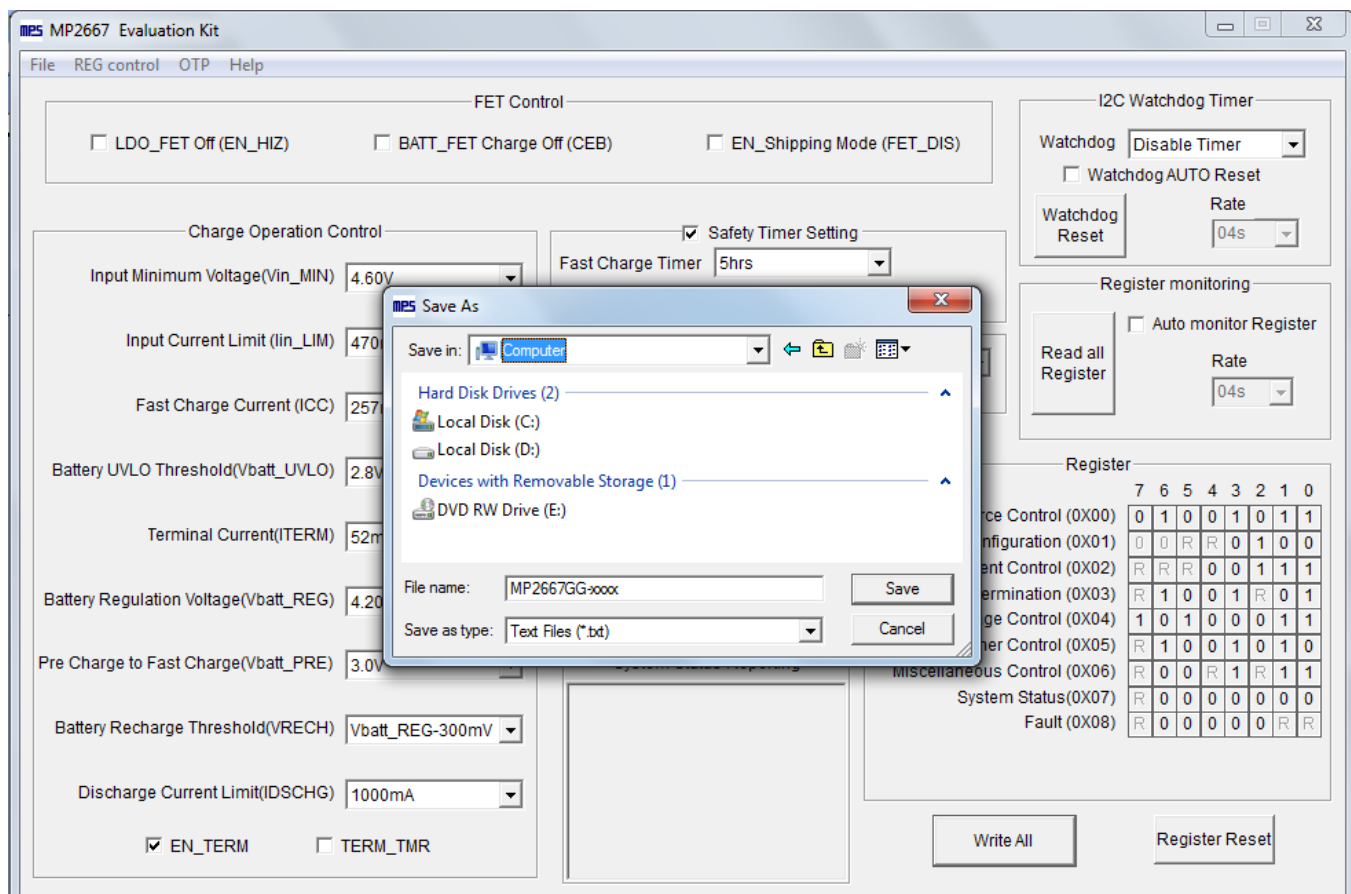 mps MP2667 Evaluation Kit
File REG control OTP Help
FET Control
LDO_FET Off (EN_HIZ)
BATT_FET Charge Off (CEB)
EN_Shipping Mode (FET_DIS)
I2C Watchdog Timer
Watchdog Disable Timer
Watchdog AUTO Reset
Watchdog Reset
Rate
04s
Charge Operation Control
Input Minimum Voltage(Vin_MIN) 4.60V
Input Current Limit (Iin_LIM)
Fast Charge Current (ICC)
Battery UVLO Threshold(Vbatt_UVLO) 2.8V
Terminal Current(ITERM)
Battery Regulation Voltage(Vbatt_REG) 4.20
Pre Charge to Fast Charge(Vbatt_PRE) 3.0V
Battery Recharge Threshold(VRECH) Vbatt_REG-300mV
Discharge Current Limit(IDSCHG) 1000mA
EN_TERM
TERM_TMR
Safety Timer Setting
Fast Charge Timer 5hrs
mps Save As
Save in: Computer
Hard Disk Drives (2)
Local Disk (C:)
Local Disk (D:)
Devices with Removable Storage (1)
DVD RW Drive (E:)
File name: MP2667GG-xxxx
Save
Save as type: Text Files (*.txt)
Cancel
Register monitoring
Read all Register
Auto monitor Register
Rate
04s
Register
7 6 5 4 3 2 1 0
Control (0X00) 0 1 0 0 1 0 1 1
(0X01) 0 0 R R 0 1 0 0
Control (0X02) R R R 0 0 1 1 1
(0X03) R 1 0 0 1 R 0 1
Control (0X04) 1 0 1 0 0 0 1 1
Control (0X05) R 1 0 0 1 0 1 0
Miscellaneous Control (0X06) R 0 0 R 1 R 1 1
System Status(0X07) R 0 0 0 0 0 0 0
Fault (0X08) R 0 0 0 0 0 R R
Write All
Register Reset